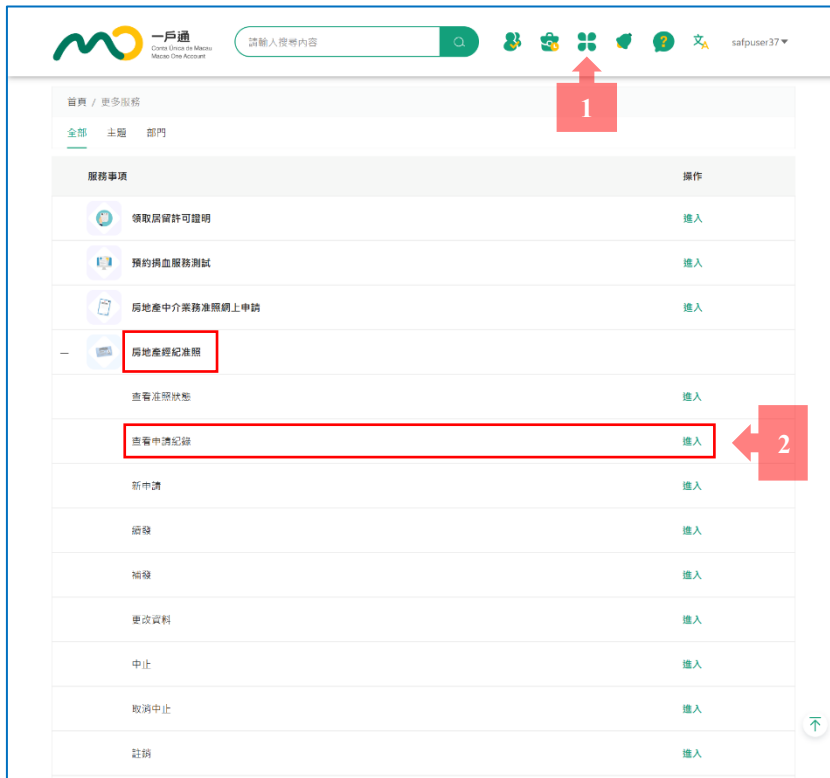 一戶通
Conta Única de Macau
Macao One Account
請輸入搜尋內容
safpuser37
1
首頁 / 更多服務
全部 主題 部門
服務事項 操作
領取居留許可證明 進入
預約捐血服務測試 進入
房地產中介業務准照網上申請 進入
房地產經紀准照
查看准照狀態 進入
查看申請紀錄 進入
2
新申請 進入
續發 進入
補發 進入
更改資料 進入
中止 進入
取消中止 進入
註銷 進入